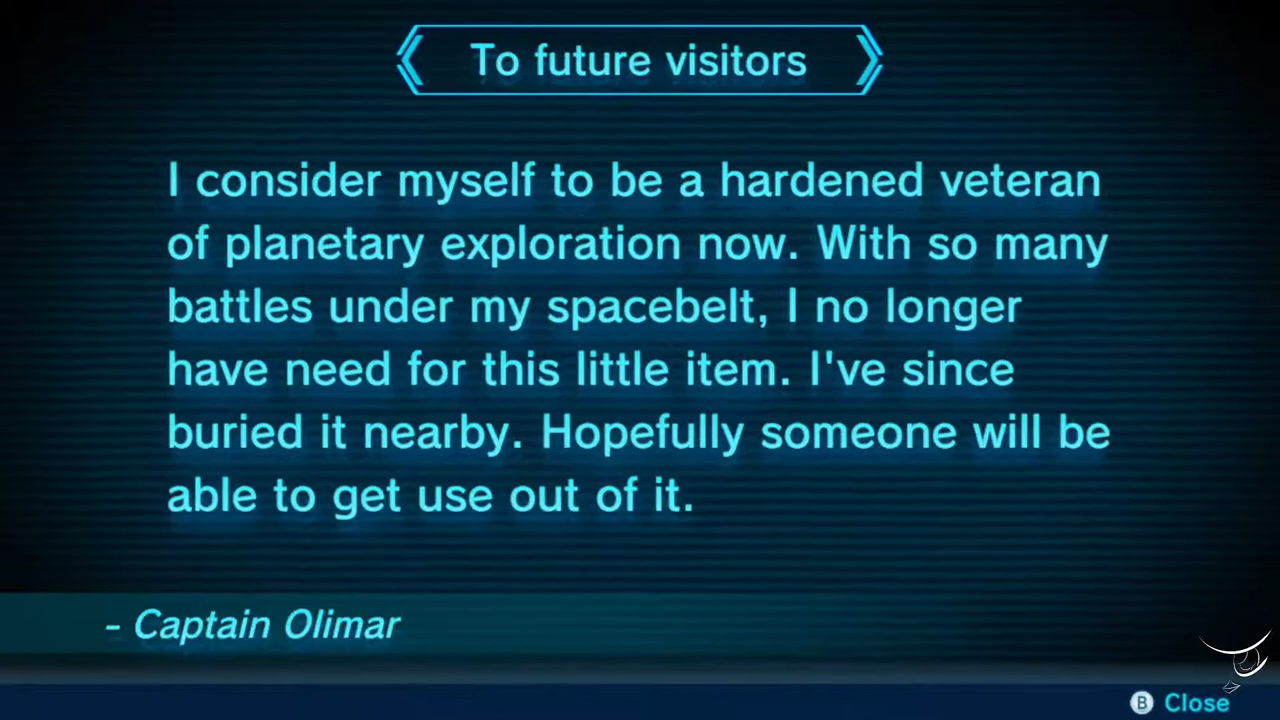 To future visitors
I consider myself to be a hardened veteran
of planetary exploration now. With so many
battles under my spacebelt, I no longer
have need for this little item. I've since
buried it nearby. Hopefully someone will be
able to get use out of it.
- Captain Olimar
B Close